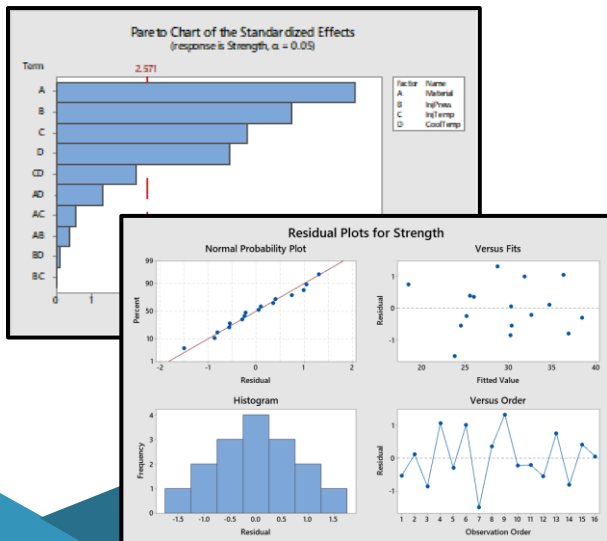 Pareto Chart of the Standardized Effects
(response is Strength, α = 0.05)
Term
2.571
A
B
C
D
CD
AD
AC
AB
BD
BC
0
1
Factor Name
A Material
B InjPress
C InjTemp
D CoolTemp
Residual Plots for Strength
Normal Probability Plot
99
90
50
10
1
Percent
-2
-1
0
1
2
Residual
Versus Fits
1
0
-1
Residual
20
25
30
35
40
Fitted Value
Histogram
4
3
2
1
0
Frequency
-1.5
-1.0
-0.5
0.0
0.5
1.0
1.5
Residual
Versus Order
1
0
-1
Residual
1 2 3 4 5 6 7 8 9 10 11 12 13 14 15 16
Observation Order